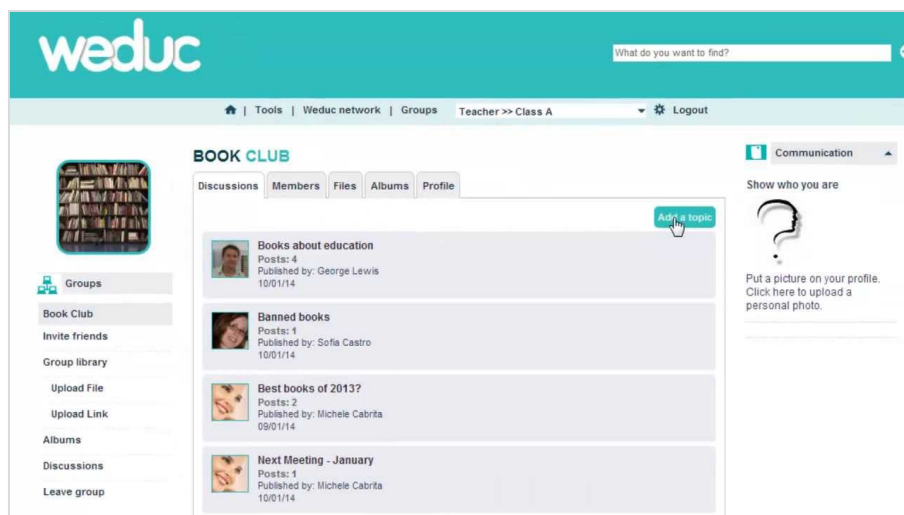 weduc
What do you want to find?
| Tools | Weduc network | Groups Teacher >> Class A Logout
BOOK CLUB
Discussions Members Files Albums Profile
Add a topic
Books about education
Posts: 4
Published by: George Lewis
10/01/14
Banned books
Posts: 1
Published by: Sofia Castro
10/01/14
Best books of 2013?
Posts: 2
Published by: Michele Cabrita
09/01/14
Next Meeting - January
Posts: 1
Published by: Michele Cabrita
10/01/14
Groups
Book Club
Invite friends
Group library
Upload File
Upload Link
Albums
Discussions
Leave group
Communication
Show who you are
Put a picture on your profile.
Click here to upload a
personal photo.